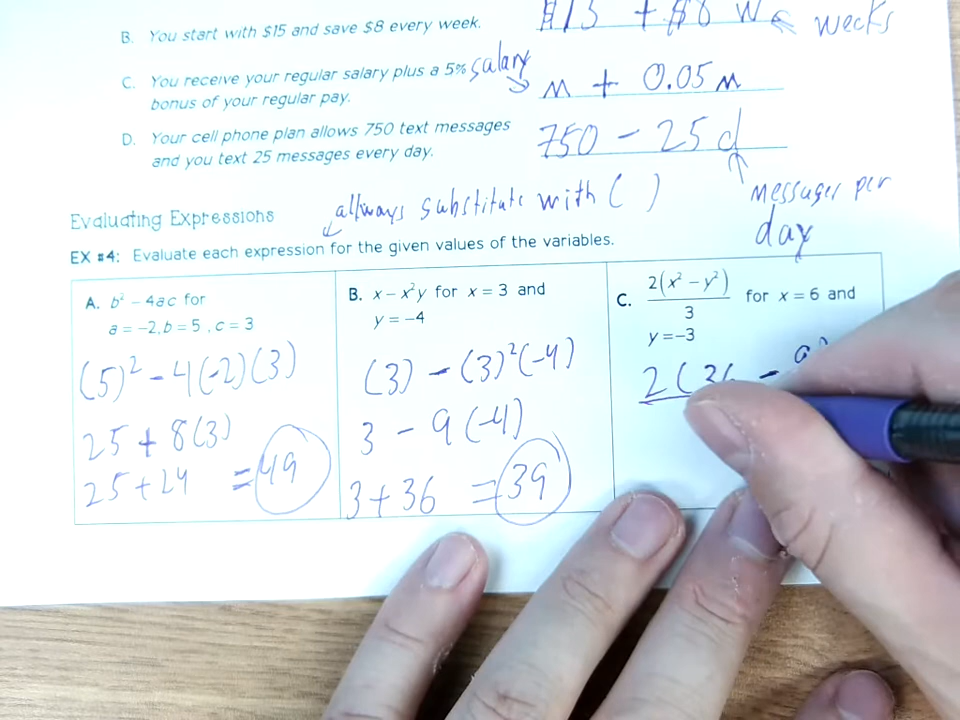 B. You start with $15 and save $8 every week.
$15 + $8 w ← weeks
C. You receive your regular salary plus a 5%
bonus of your regular pay.
salary
m + 0.05m
D. Your cell phone plan allows 750 text messages
and you text 25 messages every day.
750 - 25d
messages per
day
Evaluating Expressions
allways substitute with ( )
EX #4: Evaluate each expression for the given values of the variables.
A. b² - 4ac for
a = -2, b = 5, c = 3
(5)² - 4(-2)(3)
25 + 8(3)
25 + 24 = 49
B. x - x²y for x = 3 and
y = -4
(3) - (3)²(-4)
3 - 9(-4)
3 + 36 = 39
C. 2(x² - y²)
3
for x = 6 and
y = -3
2(36 -